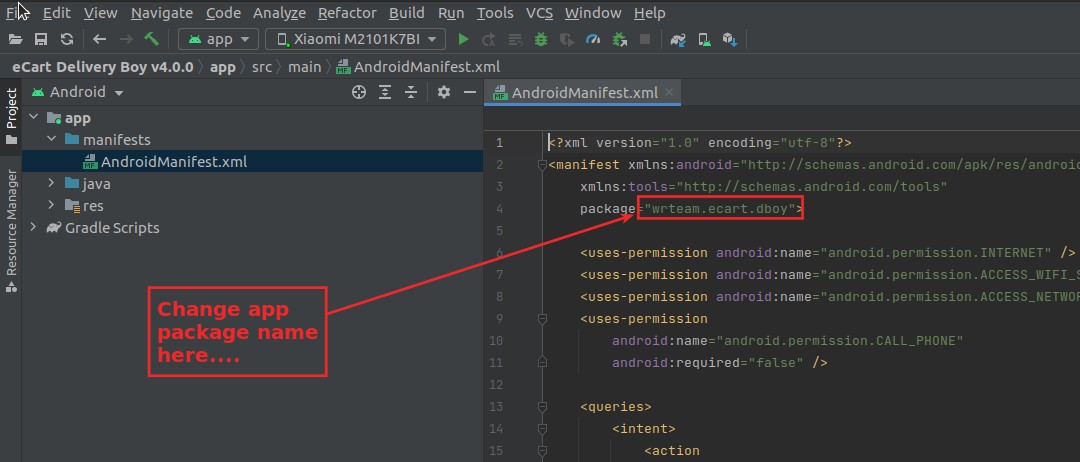 File Edit View Navigate Code Analyze Refactor Build Run Tools VCS Window Help
app Xiaomi M2101K7BI
eCart Delivery Boy v4.0.0 app src main AndroidManifest.xml
Project
Resource Manager
Android
app
manifests
AndroidManifest.xml
java
res
Gradle Scripts
Change app
package name
here....
AndroidManifest.xml
1 <?xml version="1.0" encoding="utf-8"?>
2 <manifest xmlns:android="http://schemas.android.com/apk/res/androi
3 xmlns:tools="http://schemas.android.com/tools"
4 package="wrteam.ecart.dboy">
5
6 <uses-permission android:name="android.permission.INTERNET" />
7 <uses-permission android:name="android.permission.ACCESS_WIFI_S
8 <uses-permission android:name="android.permission.ACCESS_NETWOR
9 <uses-permission
10 android:name="android.permission.CALL_PHONE"
11 android:required="false" />
12
13 <queries>
14 <intent>
15 <action